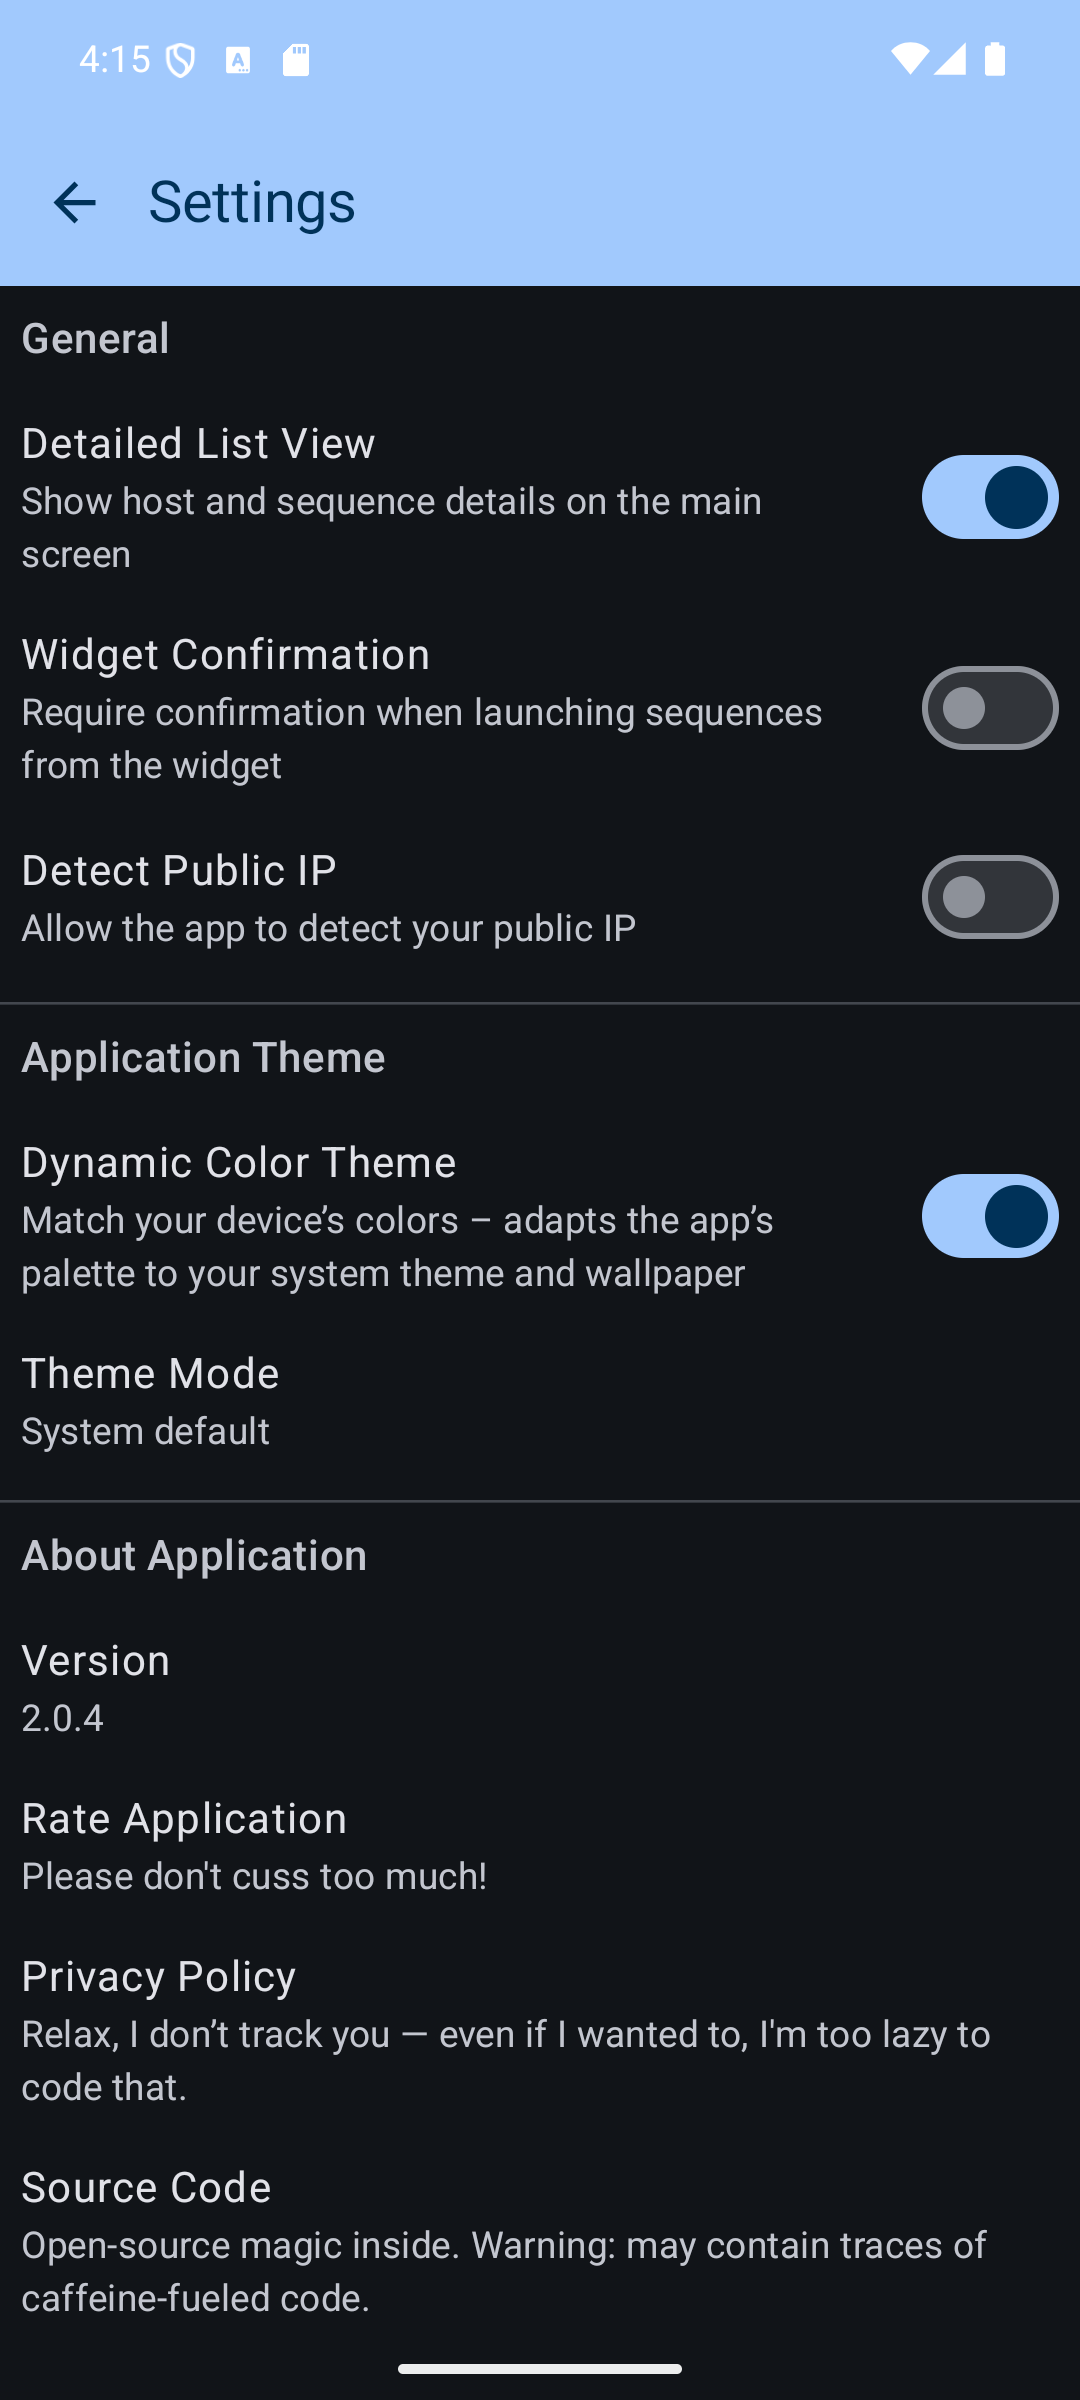 4:15
Settings
General
Detailed List View
Show host and sequence details on the main
screen
Widget Confirmation
Require confirmation when launching sequences
from the widget
Detect Public IP
Allow the app to detect your public IP
Application Theme
Dynamic Color Theme
Match your device’s colors – adapts the app’s
palette to your system theme and wallpaper
Theme Mode
System default
About Application
Version
2.0.4
Rate Application
Please don't cuss too much!
Privacy Policy
Relax, I don’t track you — even if I wanted to, I'm too lazy to
code that.
Source Code
Open-source magic inside. Warning: may contain traces of
caffeine-fueled code.